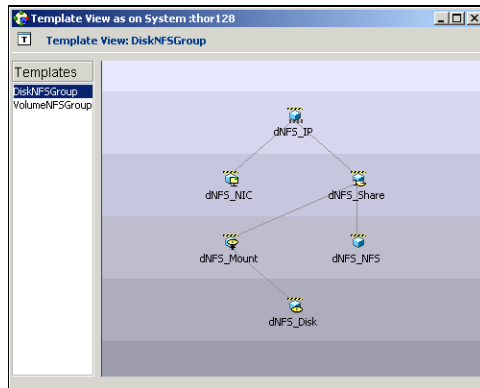 Template View as on System :thor128
T Template View: DiskNFSGroup
Templates
DiskNFSGroup
VolumeNFSGroup
dNFS_IP
dNFS_NIC
dNFS_Share
dNFS_Mount
dNFS_NFS
dNFS_Disk